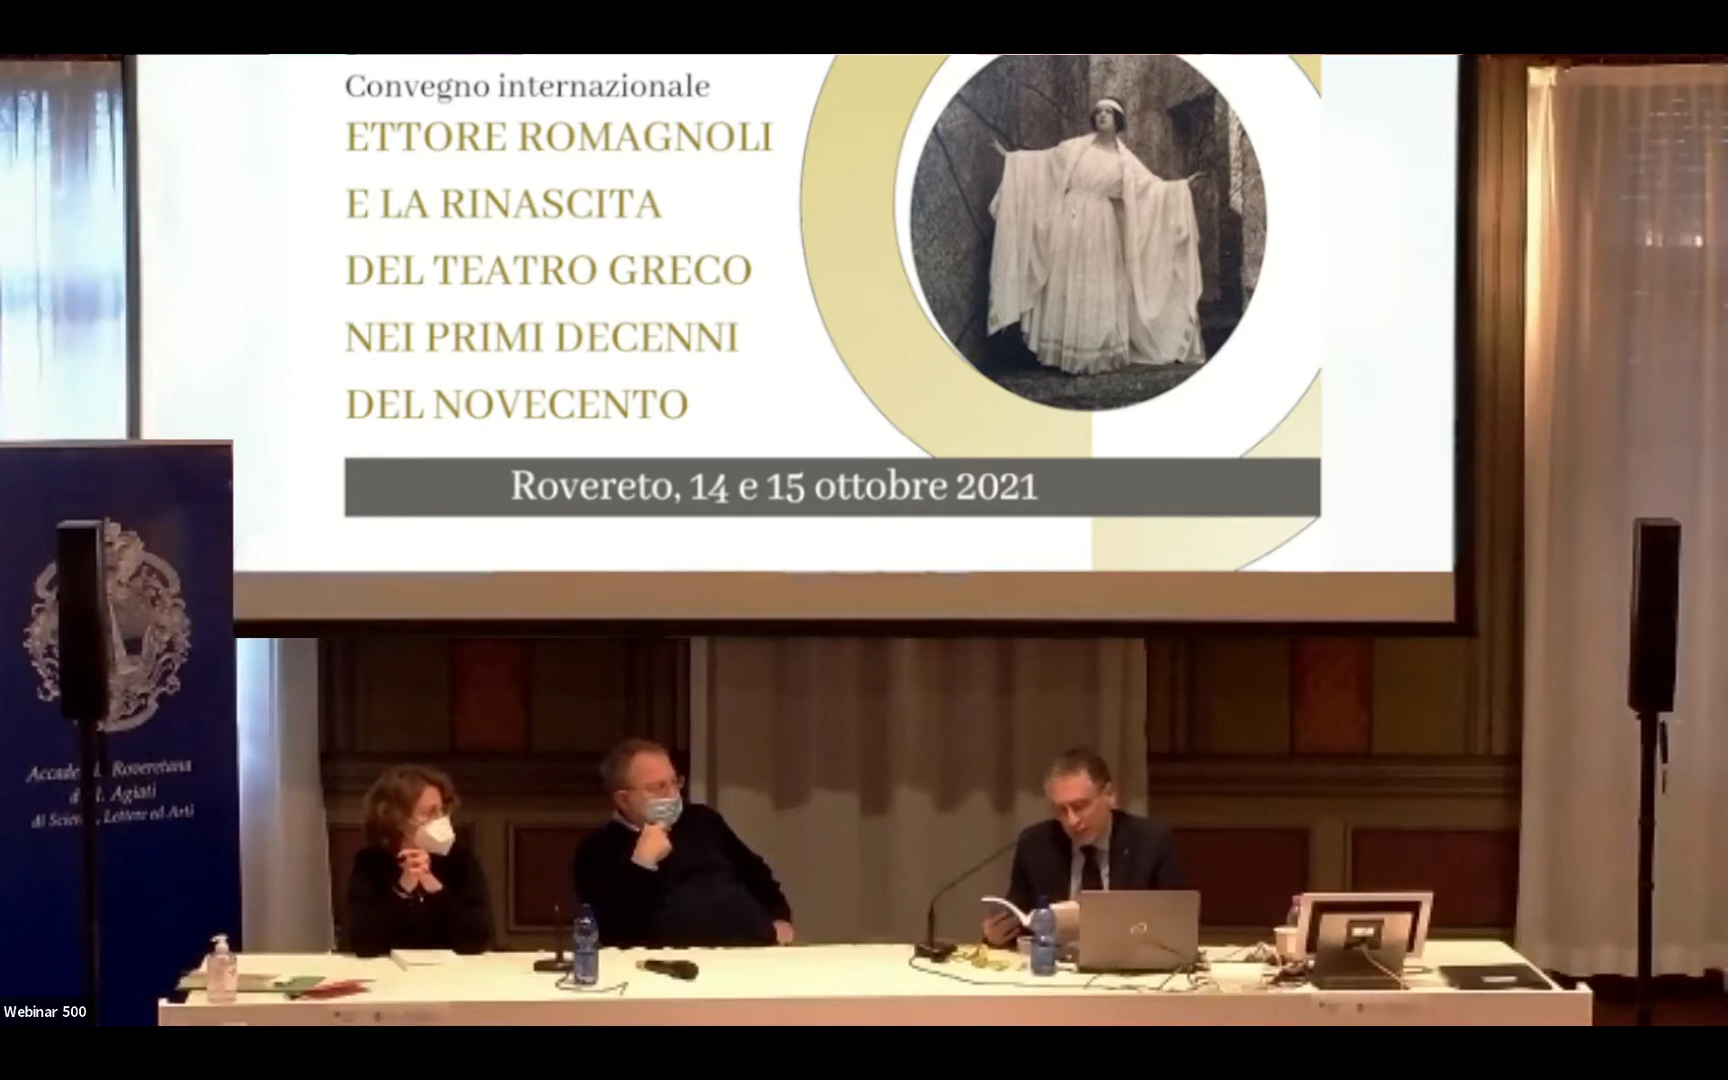 Convegno internazionale
ETTORE ROMAGNOLI
E LA RINASCITA
DEL TEATRO GRECO
NEI PRIMI DECENNI
DEL NOVECENTO
Rovereto, 14 e 15 ottobre 2021
Roveretana
Agiati
di Lettere ed Arti
Webinar 500